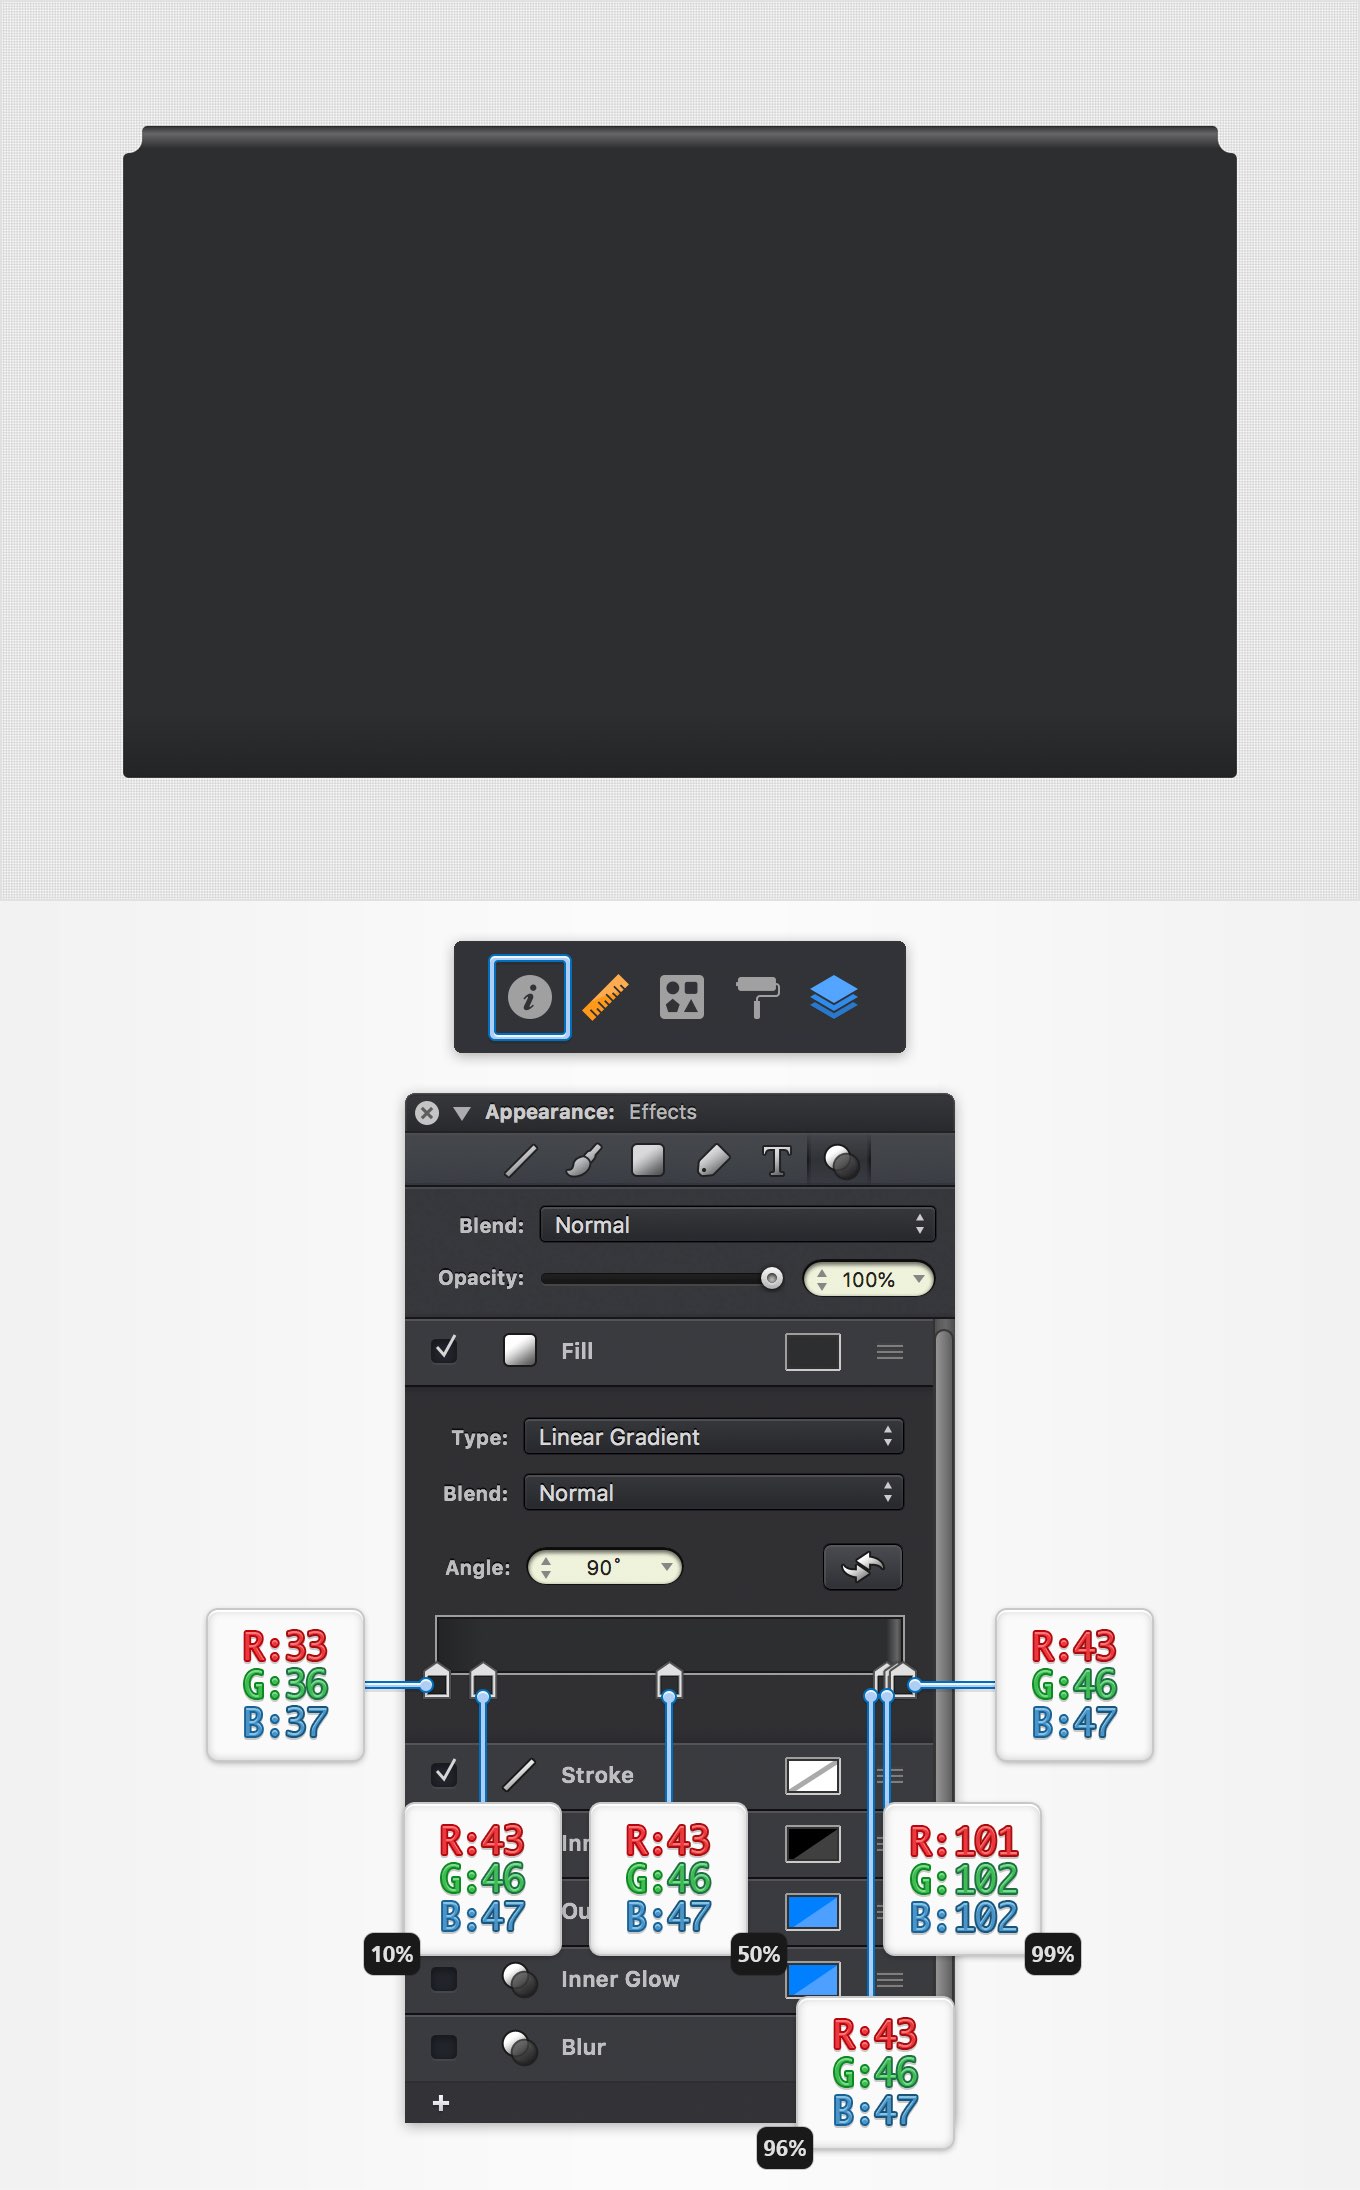 Appearance: Effects
T
Blend: Normal
Opacity: 100%
Fill
Type: Linear Gradient
Blend: Normal
Angle: 90°
R:33
G:36
B:37
R:43
G:46
B:47
Stroke
R:43
G:46
B:47
10%
Inn
Ou
R:43
G:46
B:47
50%
R:101
G:102
B:102
99%
Inner Glow
Blur
R:43
G:46
B:47
96%
+